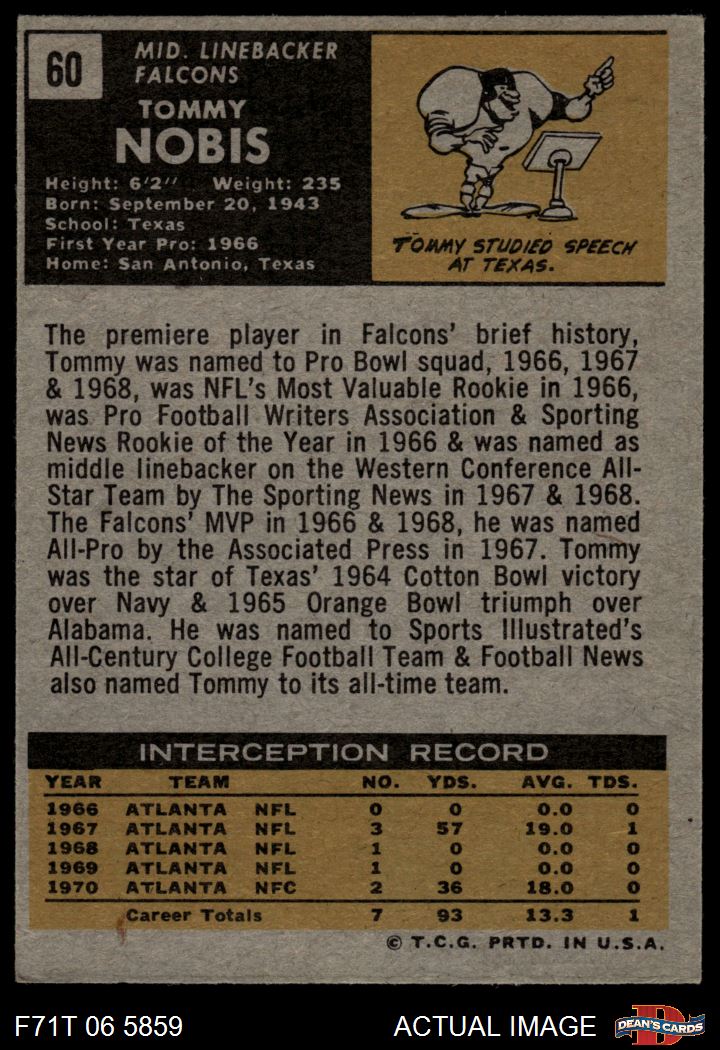 60
MID. LINEBACKER
FALCONS
TOMMY
NOBIS
Height: 6'2" Weight: 235
Born: September 20, 1943
School: Texas
First Year Pro: 1966
Home: San Antonio, Texas
TOMMY STUDIED SPEECH
AT TEXAS.
The premiere player in Falcons' brief history,
Tommy was named to Pro Bowl squad, 1966, 1967
& 1968, was NFL's Most Valuable Rookie in 1966,
was Pro Football Writers Association & Sporting
News Rookie of the Year in 1966 & was named as
middle linebacker on the Western Conference All-
Star Team by The Sporting News in 1967 & 1968.
The Falcons' MVP in 1966 & 1968, he was named
All-Pro by the Associated Press in 1967. Tommy
was the star of Texas' 1964 Cotton Bowl victory
over Navy & 1965 Orange Bowl triumph over
Alabama. He was named to Sports Illustrated's
All-Century College Football Team & Football News
also named Tommy to its all-time team.
INTERCEPTION RECORD
YEAR TEAM NO. YDS. AVG. TDS.
1966 ATLANTA NFL 0 0 0.0 0
1967 ATLANTA NFL 3 57 19.0 1
1968 ATLANTA NFL 1 0 0.0 0
1969 ATLANTA NFL 1 0 0.0 0
1970 ATLANTA NFC 2 36 18.0 0
Career Totals 7 93 13.3 1
© T.C.G. PRTD. IN U.S.A.
F71T 06 5859 ACTUAL IMAGE D DEAN'S CARDS